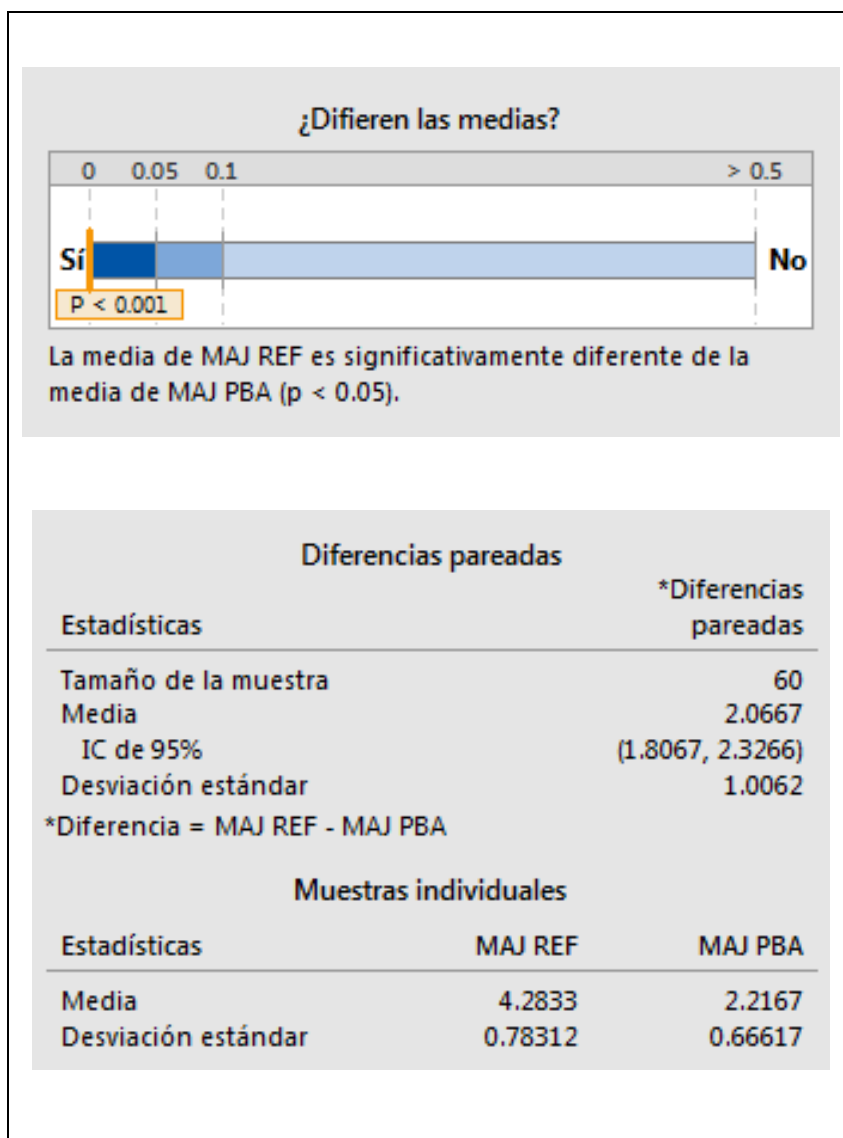 ¿Difieren las medias?
0 0.05 0.1 > 0.5
Sí No
P < 0.001
La media de MAJ REF es significativamente diferente de la
media de MAJ PBA (p < 0.05).
Diferencias pareadas
*Diferencias
Estadísticas pareadas
Tamaño de la muestra 60
Media 2.0667
IC de 95% (1.8067, 2.3266)
Desviación estándar 1.0062
*Diferencia = MAJ REF - MAJ PBA
Muestras individuales
Estadísticas MAJ REF MAJ PBA
Media 4.2833 2.2167
Desviación estándar 0.78312 0.66617